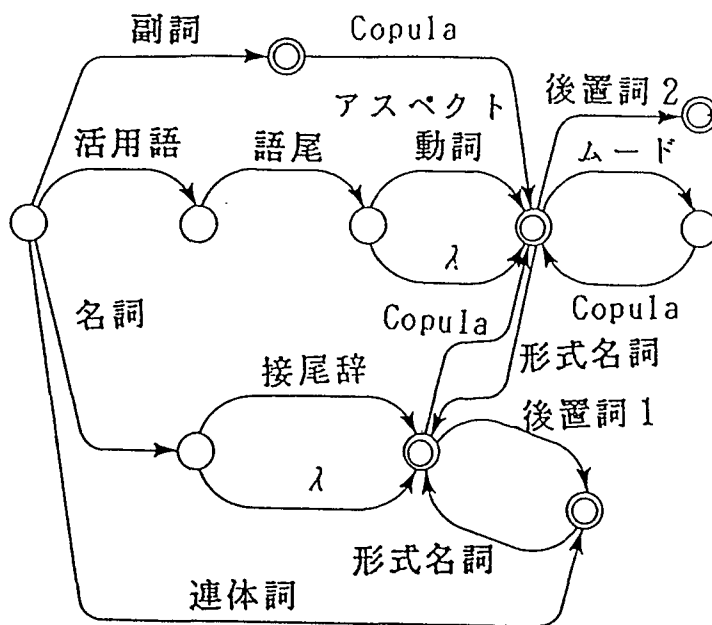 副詞
Copula
アスペクト
動詞
後置詞2
活用語
語尾
ムード
λ
Copula
名詞
Copula
形式名詞
接尾辞
後置詞1
λ
形式名詞
連体詞